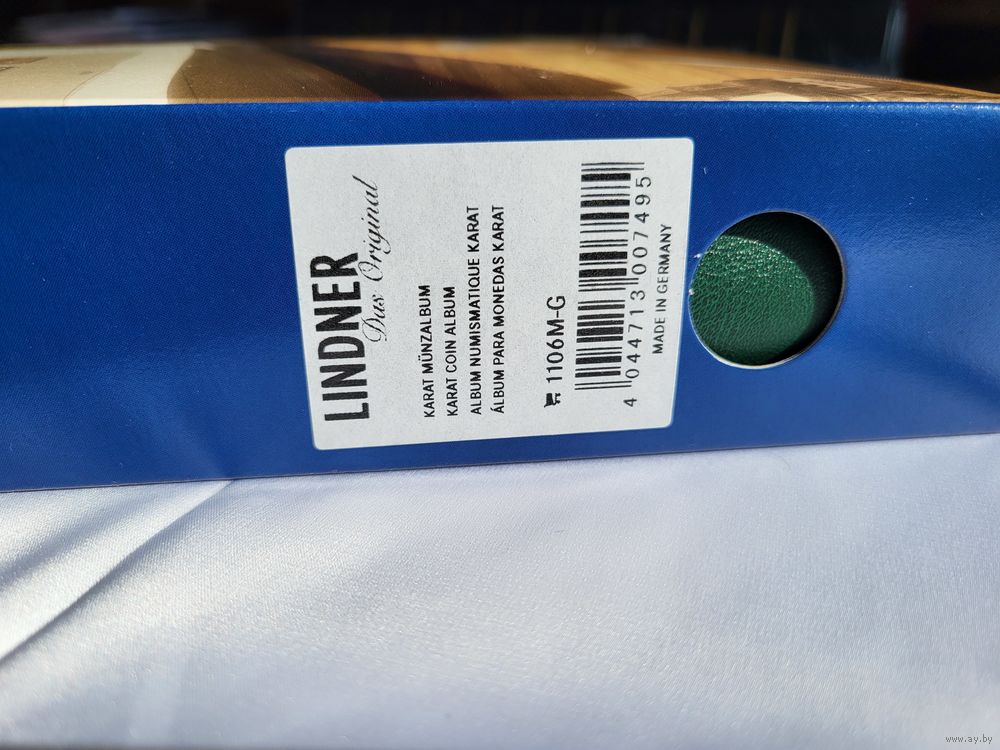 LINDNER
Das Original
KARAT MÜNZALBUM
KARAT COIN ALBUM
ALBUM NUMISMATIQUE KARAT
ÁLBUM PARA MONEDAS KARAT
1106M-G
4 044713 007495
MADE IN GERMANY
www.ay.by